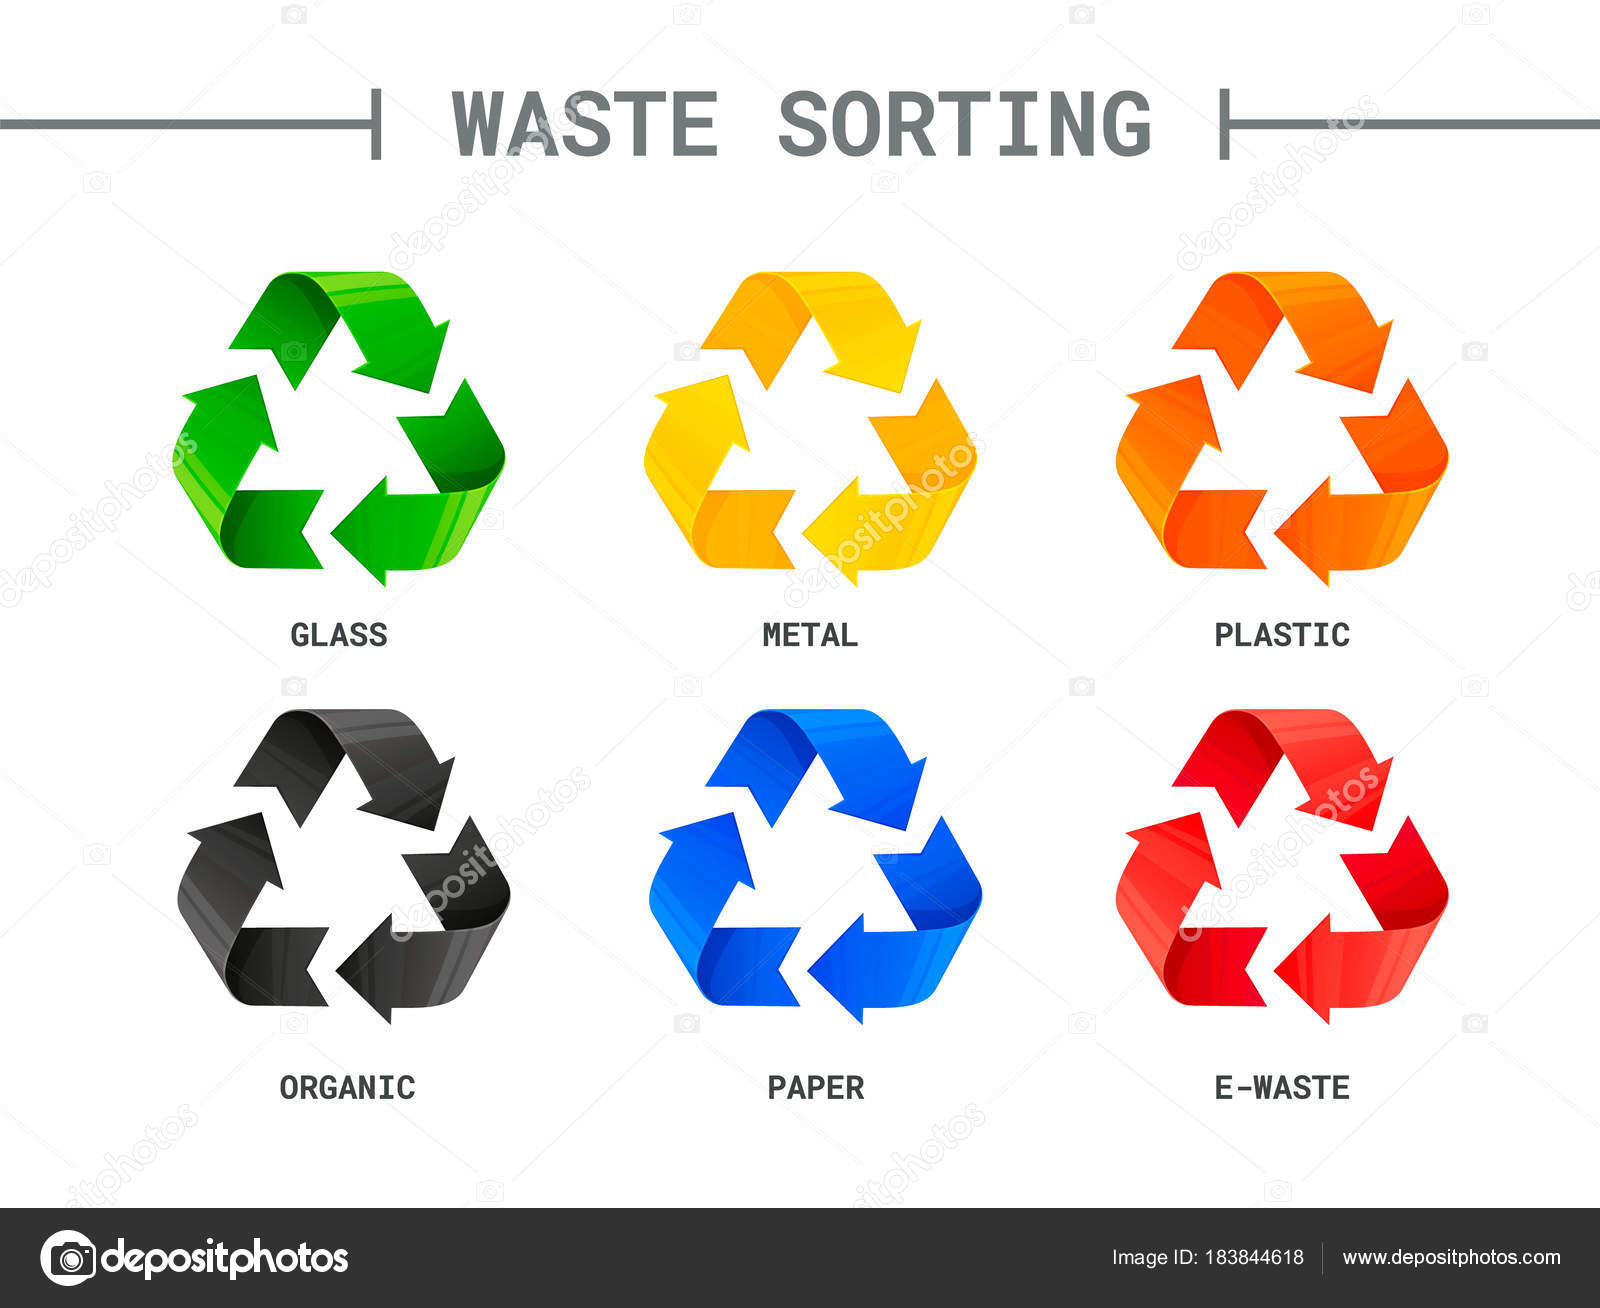 WASTE SORTING
GLASS METAL PLASTIC
ORGANIC PAPER E-WASTE
depositphotos Image ID: 183844618 www.depositphotos.com